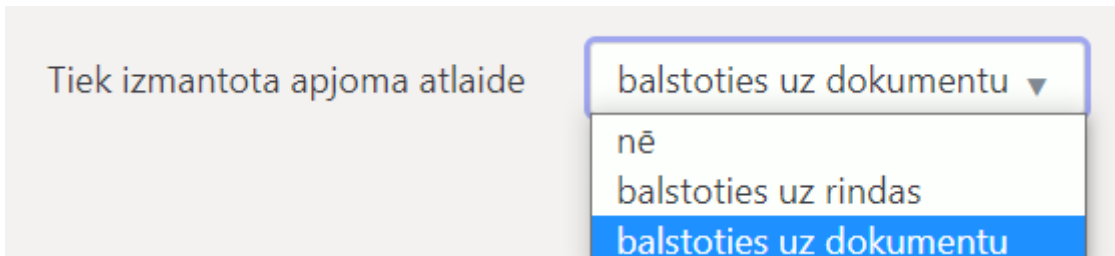 Tiek izmantota apjoma atlaide balstoties uz dokumentu
nē
balstoties uz rindas
balstoties uz dokumentu